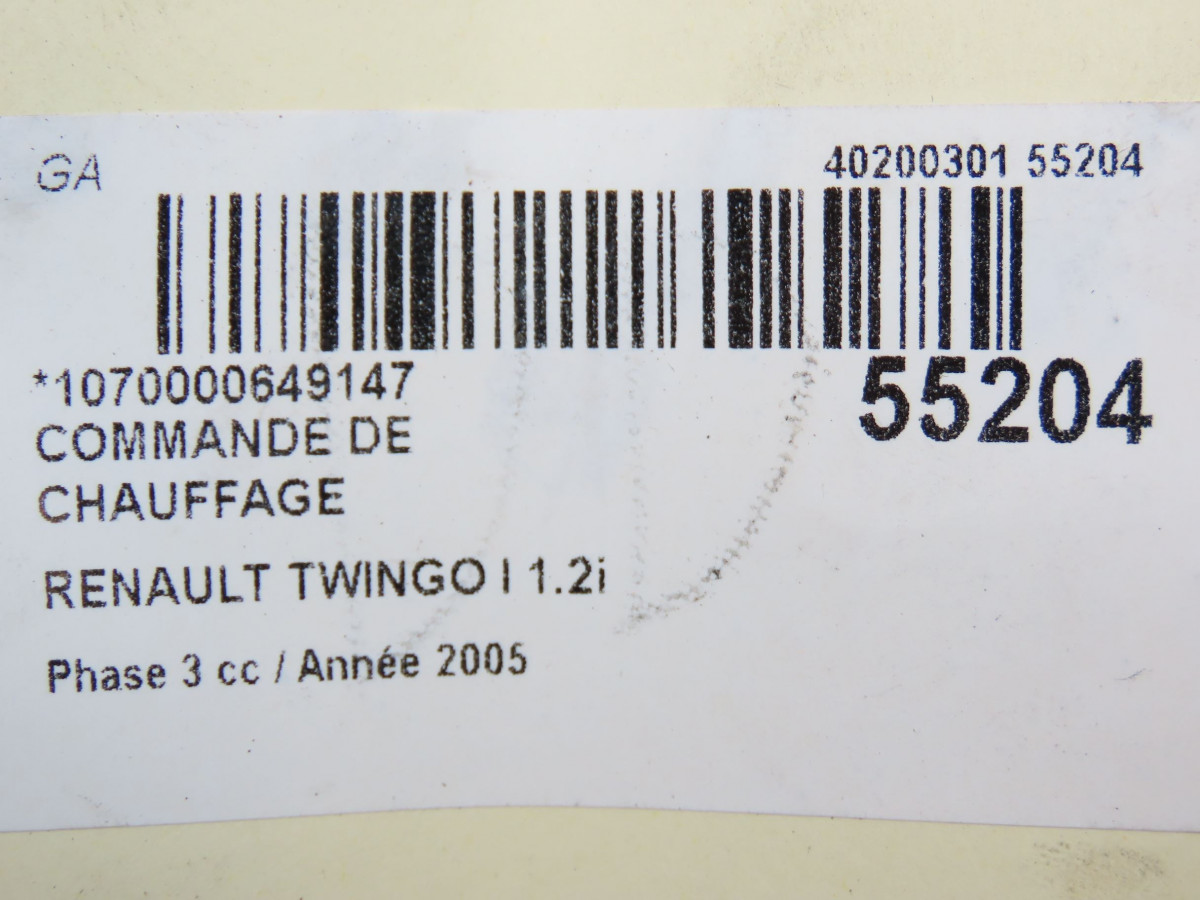 GA
40200301 55204
*1070000649147
55204
COMMANDE DE
CHAUFFAGE
RENAULT TWINGO I 1.2i
Phase 3 cc / Année 2005